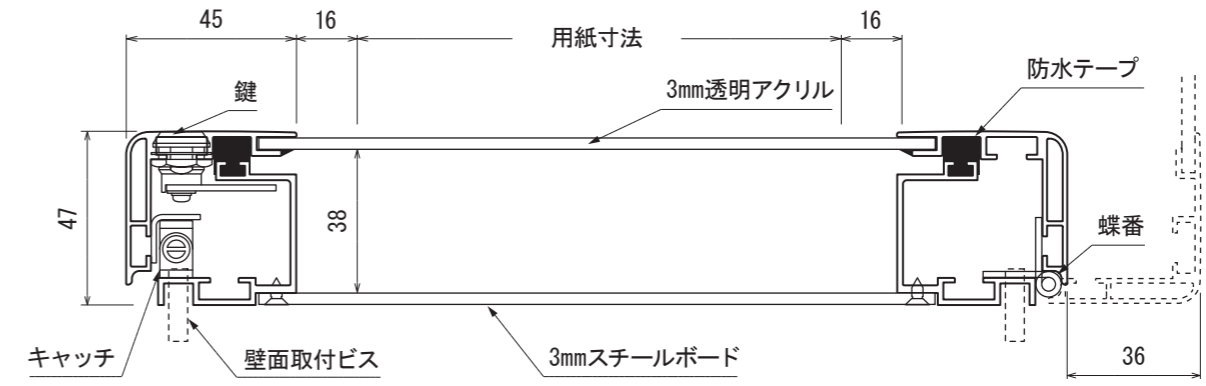 45
16
用紙寸法
16
防水テープ
鍵
3mm透明アクリル
47
38
蝶番
キャッチ
壁面取付ビス
3mmスチールボード
36